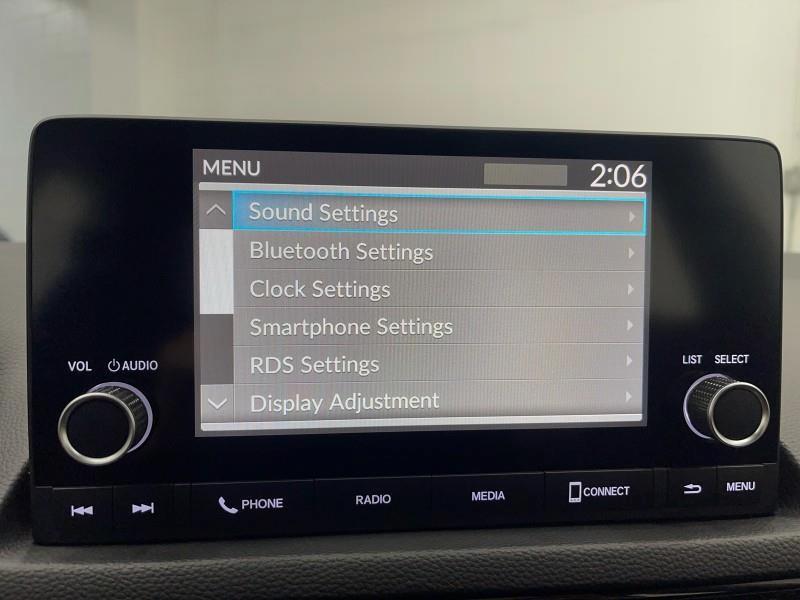 MENU 2:06
Sound Settings
Bluetooth Settings
Clock Settings
Smartphone Settings
RDS Settings
Display Adjustment
VOL AUDIO
LIST SELECT
PHONE RADIO MEDIA CONNECT MENU